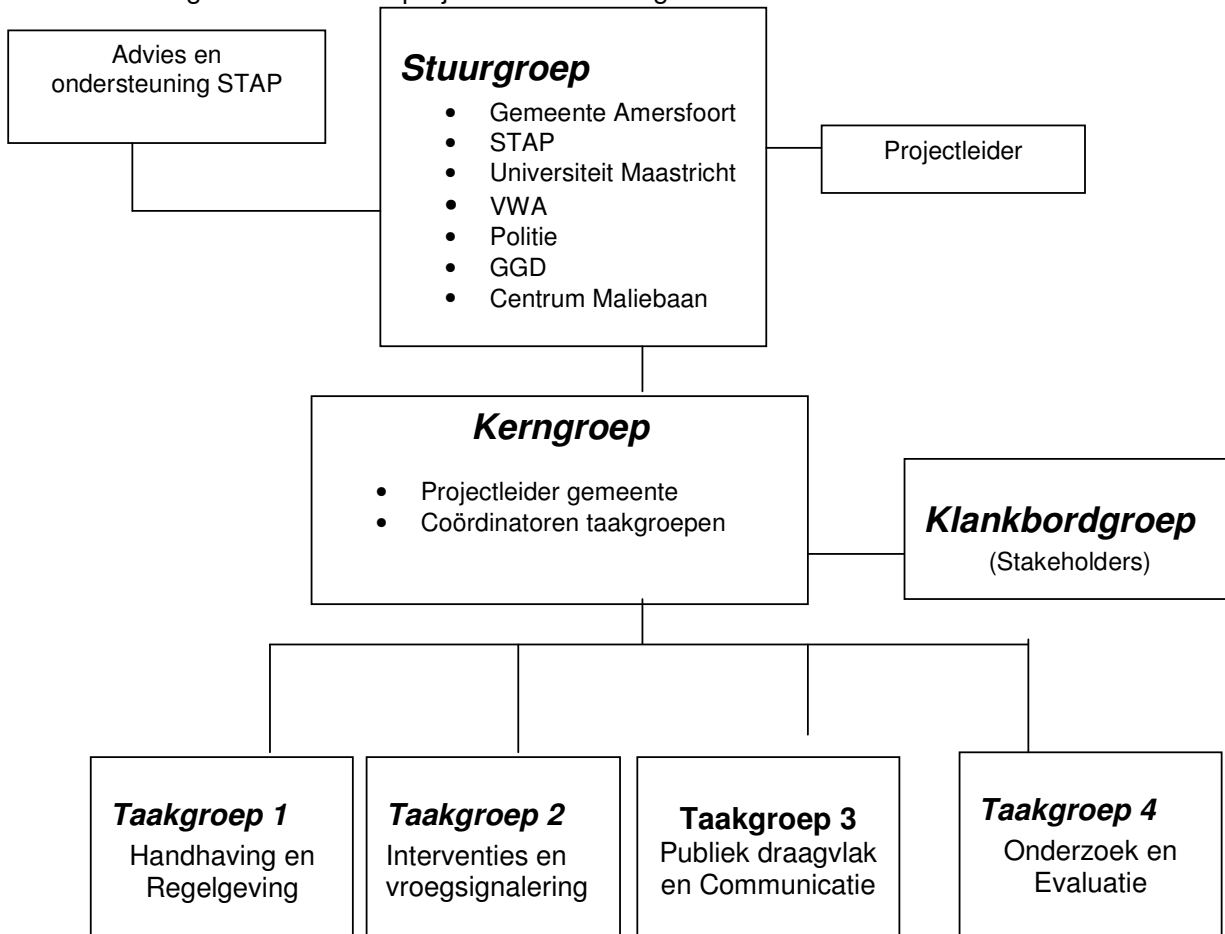 Advies en
ondersteuning STAP
Stuurgroep
• Gemeente Amersfoort
• STAP
• Universiteit Maastricht
• VWA
• Politie
• GGD
• Centrum Maliebaan
Projectleider
Kerngroep
• Projectleider gemeente
• Coördinatoren taakgroepen
Klankbordgroep
(Stakeholders)
Taakgroep 1
Handhaving en
Regelgeving
Taakgroep 2
Interventies en
vroegsignalering
Taakgroep 3
Publiek draagvlak
en Communicatie
Taakgroep 4
Onderzoek en
Evaluatie